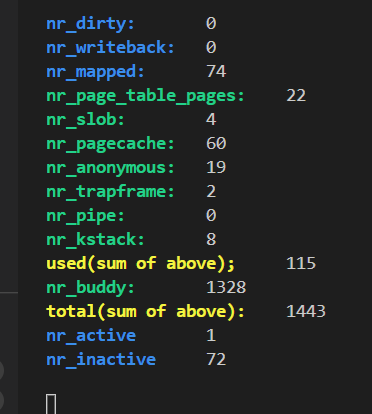 nr_dirty: 0
nr_writeback: 0
nr_mapped: 74
nr_page_table_pages: 22
nr_slob: 4
nr_pagecache: 60
nr_anonymous: 19
nr_trapframe: 2
nr_pipe: 0
nr_kstack: 8
used(sum of above); 115
nr_buddy: 1328
total(sum of above): 1443
nr_active 1
nr_inactive 72